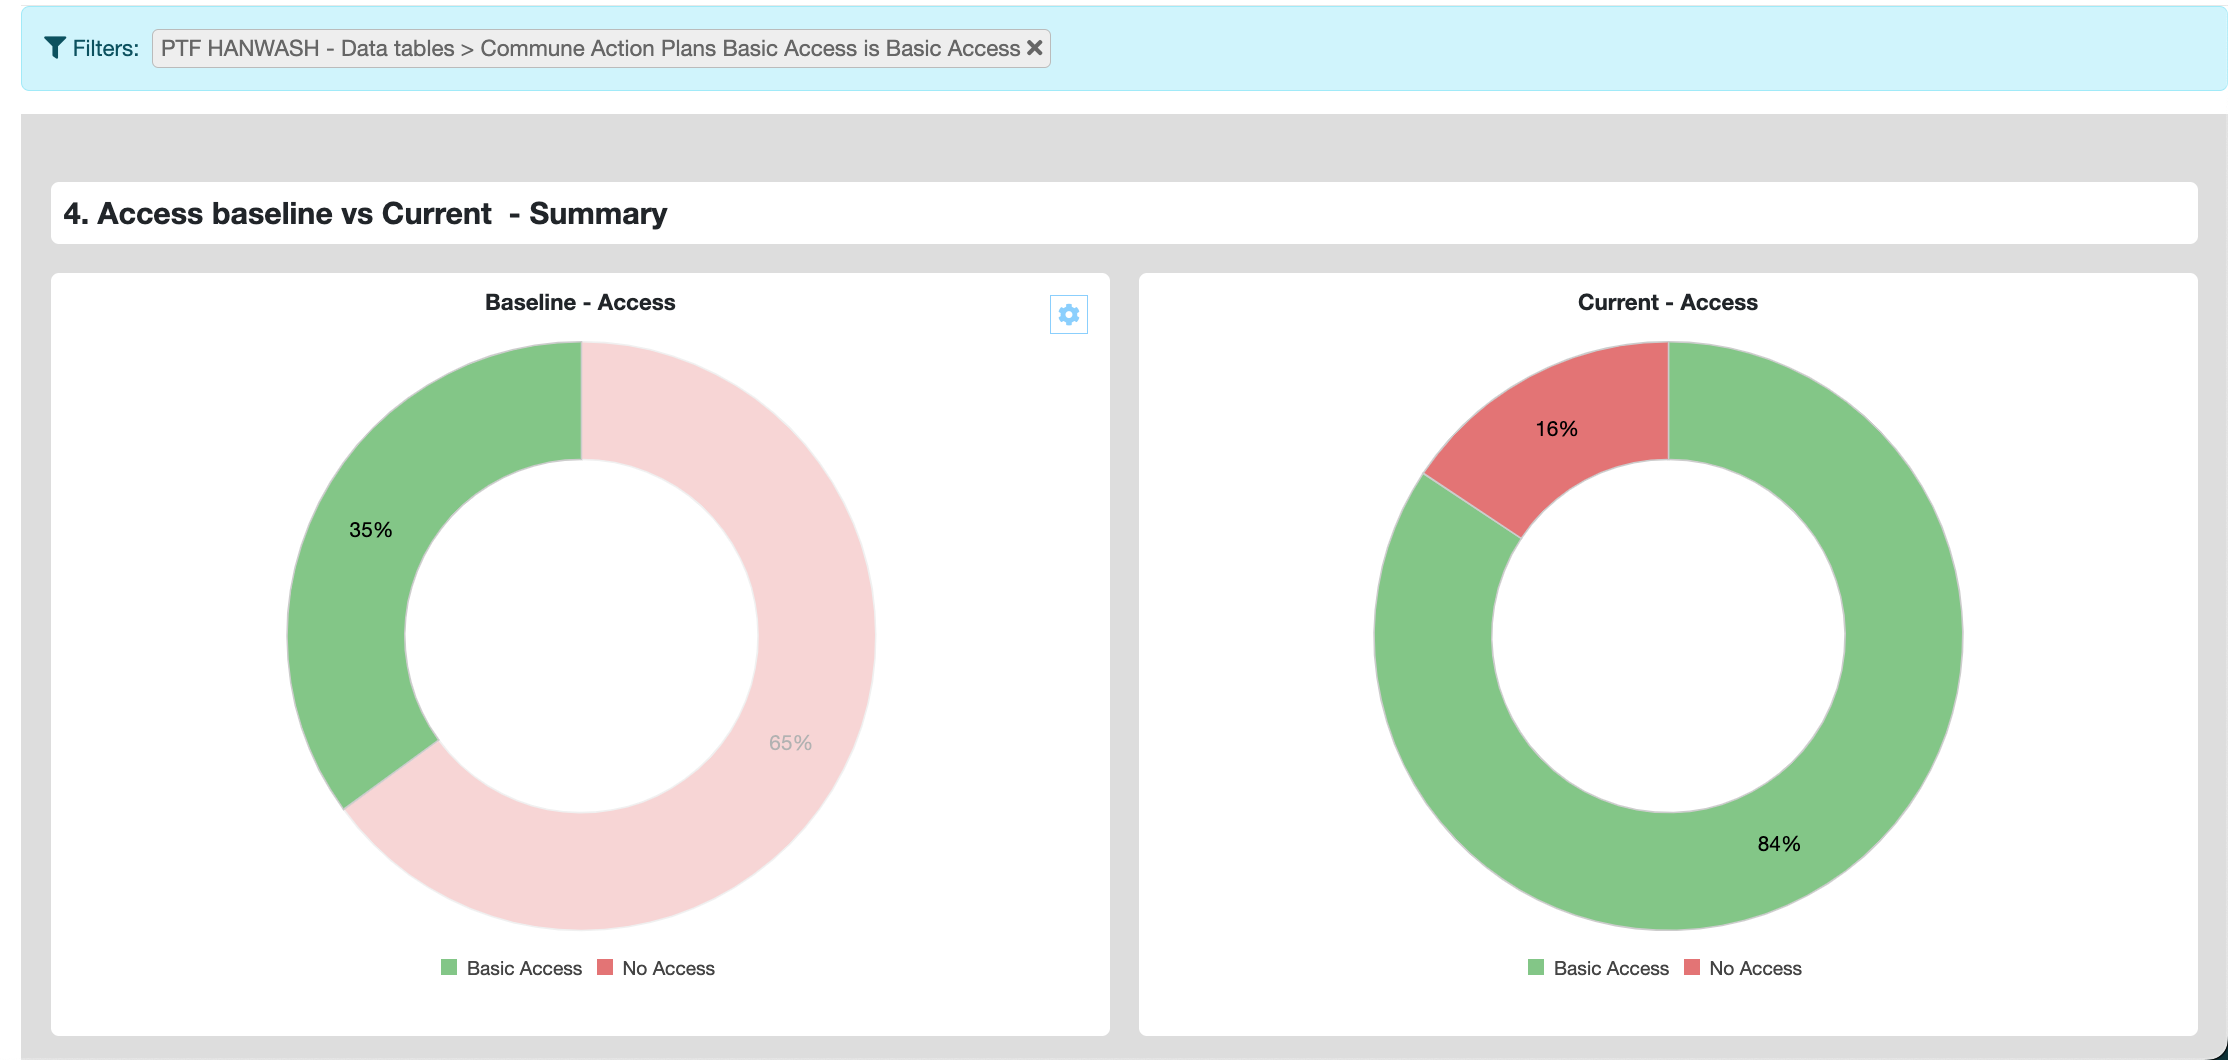 Filters: PTF HANWASH - Data tables > Commune Action Plans Basic Access is Basic Access
4. Access baseline vs Current - Summary
Baseline - Access
35%
65%
Basic Access No Access
Current - Access
16%
84%
Basic Access No Access